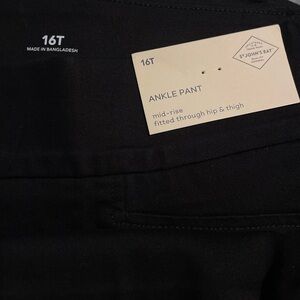 16T
MADE IN BANGLADESH
16T
ST. JOHN'S BAY
ANKLE PANT
mid-rise
fitted through hip & thigh